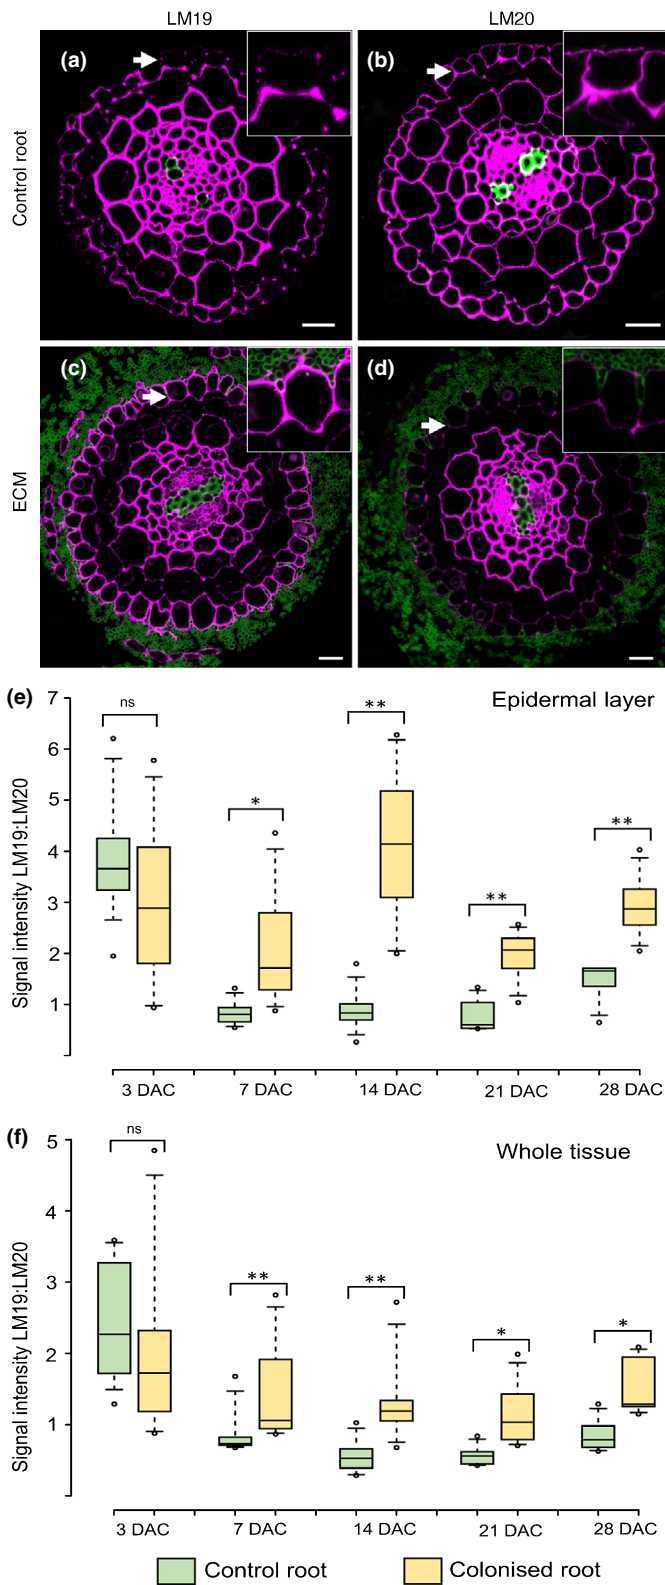 LM19 LM20
Control root
(a) (b)
ECM
(c) (d)
(e) Epidermal layer
Signal intensity LM19:LM20
7
6
5
4
3
2
1
ns * ** ** **
3 DAC 7 DAC 14 DAC 21 DAC 28 DAC
(f) Whole tissue
Signal intensity LM19:LM20
5
4
3
2
1
ns ** ** * *
3 DAC 7 DAC 14 DAC 21 DAC 28 DAC
Control root Colonised root